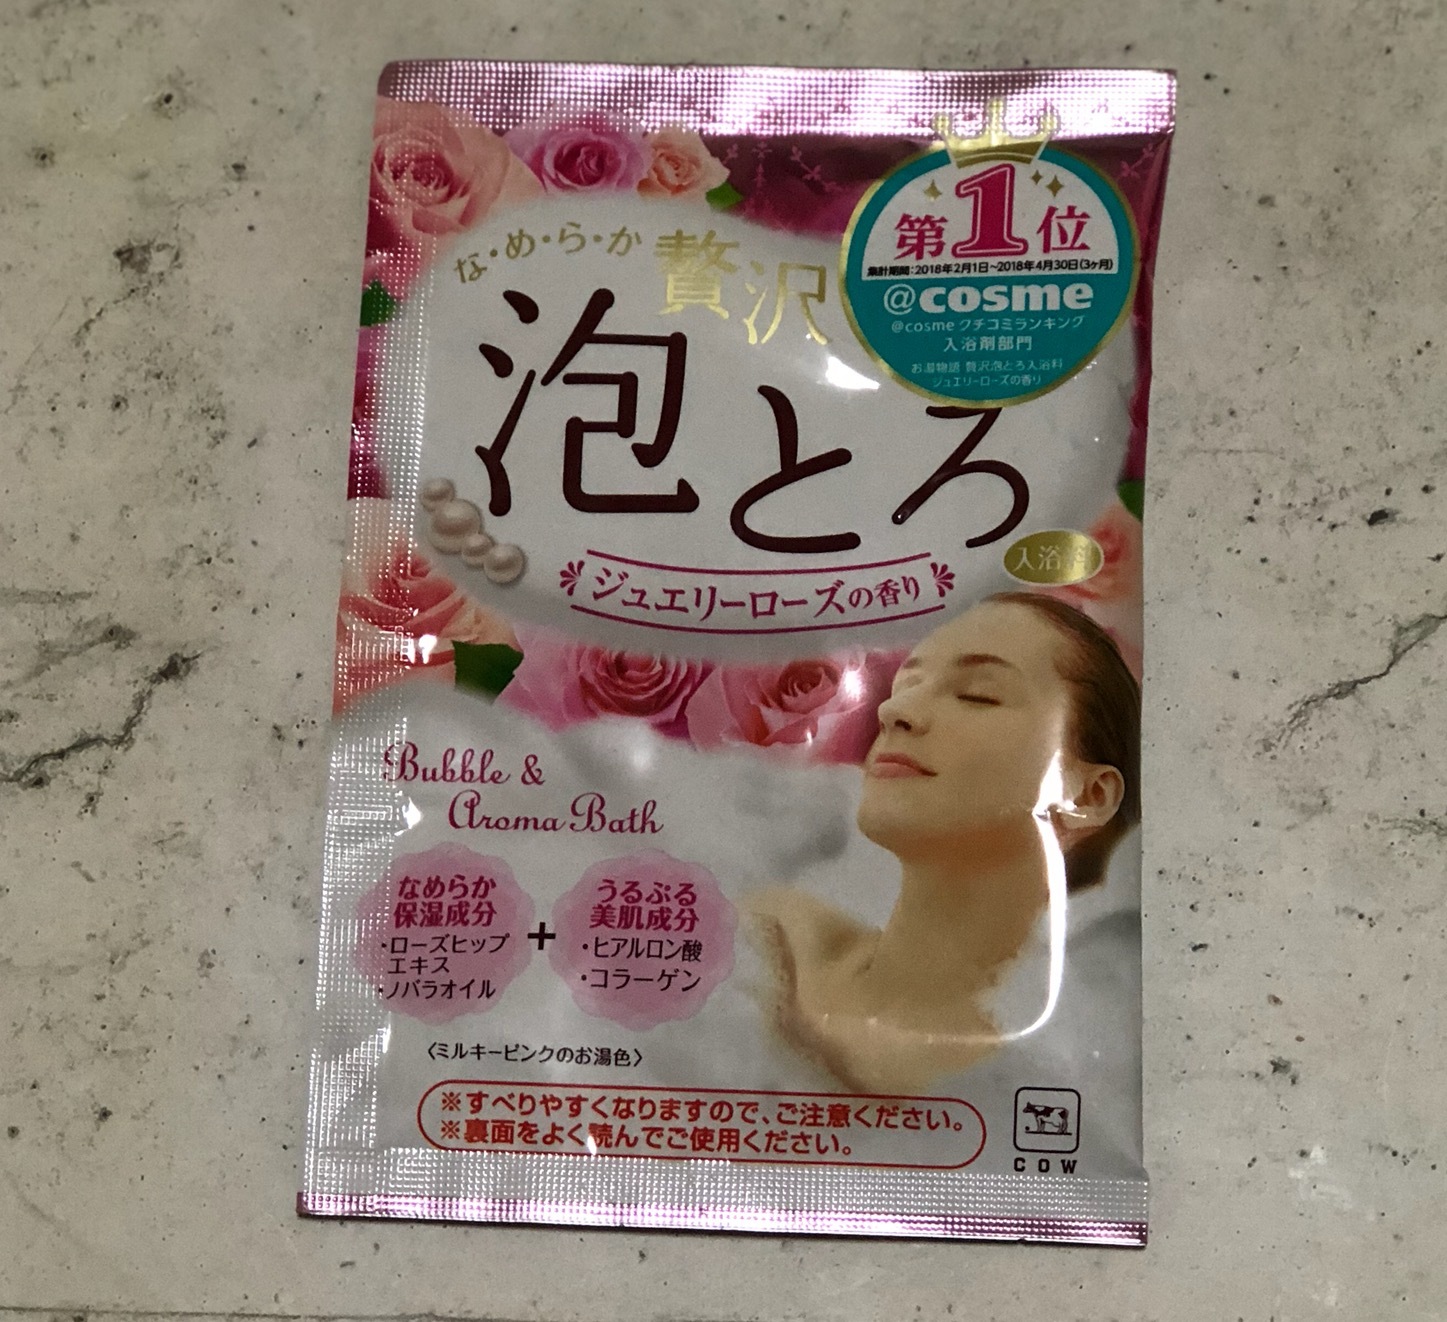 な・め・ら・か 贅沢
泡とろ
第1位
集計期間:2018年2月1日~2018年4月30日(3ヶ月)
@cosme
@cosme クチコミランキング
入浴剤部門
お湯物語 贅沢泡とろ入浴料
ジュエリーローズの香り
入浴料
ジュエリーローズの香り
Bubble &
Aroma Bath
なめらか
保湿成分
・ローズヒップ
エキス
・ノバラオイル
+
うるぷる
美肌成分
・ヒアルロン酸
・コラーゲン
〈ミルキーピンクのお湯色〉
※すべりやすくなりますので、ご注意ください。
※裏面をよく読んでご使用ください。
COW